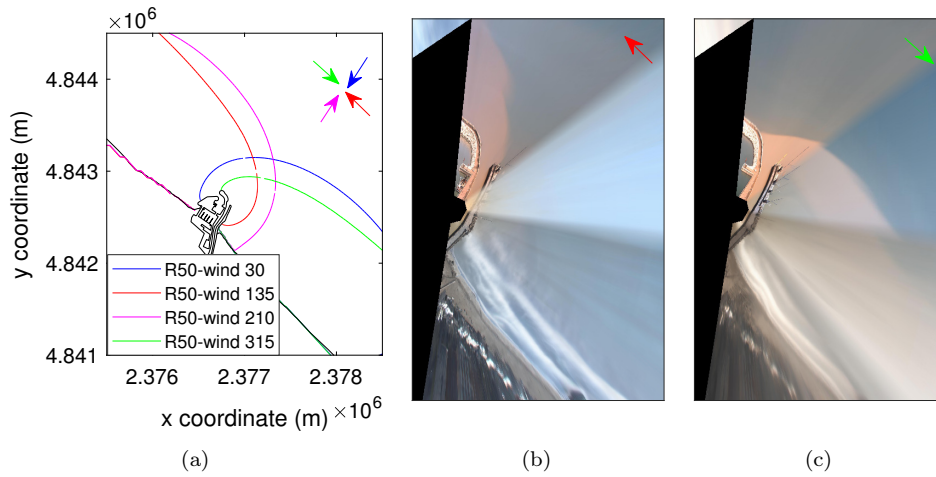 ×10⁶
4.844
4.843
4.842
4.841
y coordinate (m)
R50-wind 30
R50-wind 135
R50-wind 210
R50-wind 315
2.376 2.377 2.378
x coordinate (m) ×10⁶
(a) (b) (c)